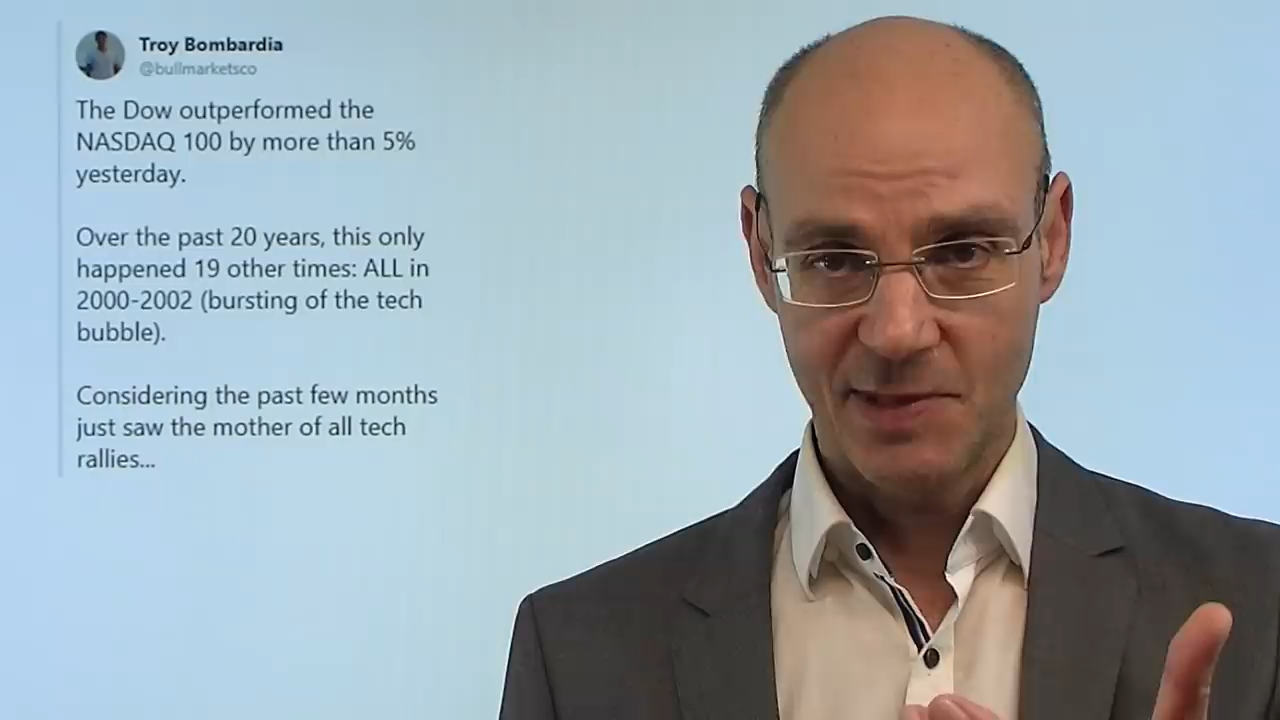 Troy Bombardia
@bullmarketsco
The Dow outperformed the
NASDAQ 100 by more than 5%
yesterday.
Over the past 20 years, this only
happened 19 other times: ALL in
2000-2002 (bursting of the tech
bubble).
Considering the past few months
just saw the mother of all tech
rallies...